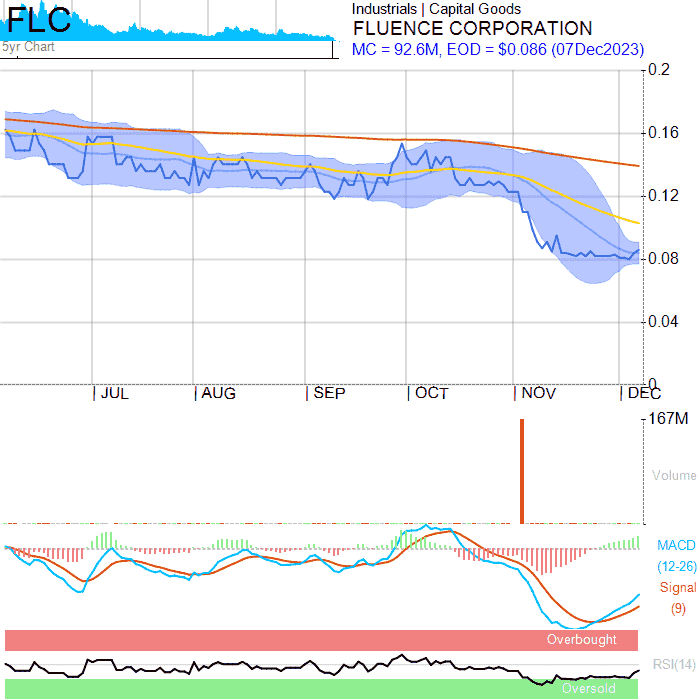 FLC
5yr Chart
Industrials | Capital Goods
FLUENCE CORPORATION
MC = 92.6M, EOD = $0.086 (07Dec2023)
0.2
0.16
0.12
0.08
0.04
0
JUL AUG SEP OCT NOV DEC
167M
Volume
MACD
(12-26)
Signal
(9)
Overbought
RSI(14)
Oversold